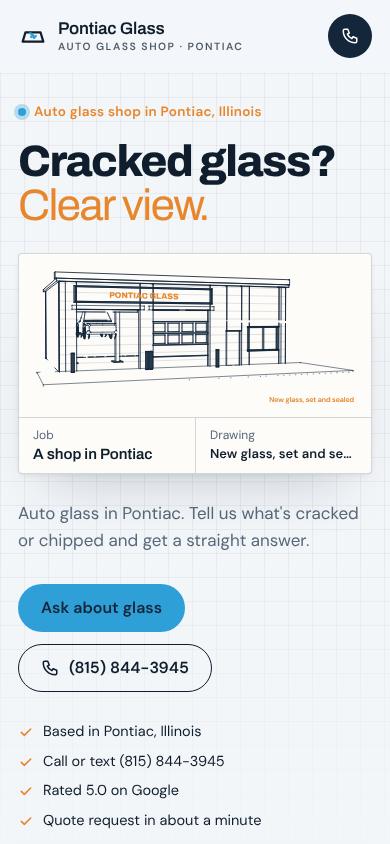 Pontiac Glass
AUTO GLASS SHOP · PONTIAC
Auto glass shop in Pontiac, Illinois
Cracked glass?
Clear view.
PONTIAC GLASS
New glass, set and sealed
Job
A shop in Pontiac
Drawing
New glass, set and se...
Auto glass in Pontiac. Tell us what's cracked
or chipped and get a straight answer.
Ask about glass
(815) 844-3945
Based in Pontiac, Illinois
Call or text (815) 844-3945
Rated 5.0 on Google
Quote request in about a minute